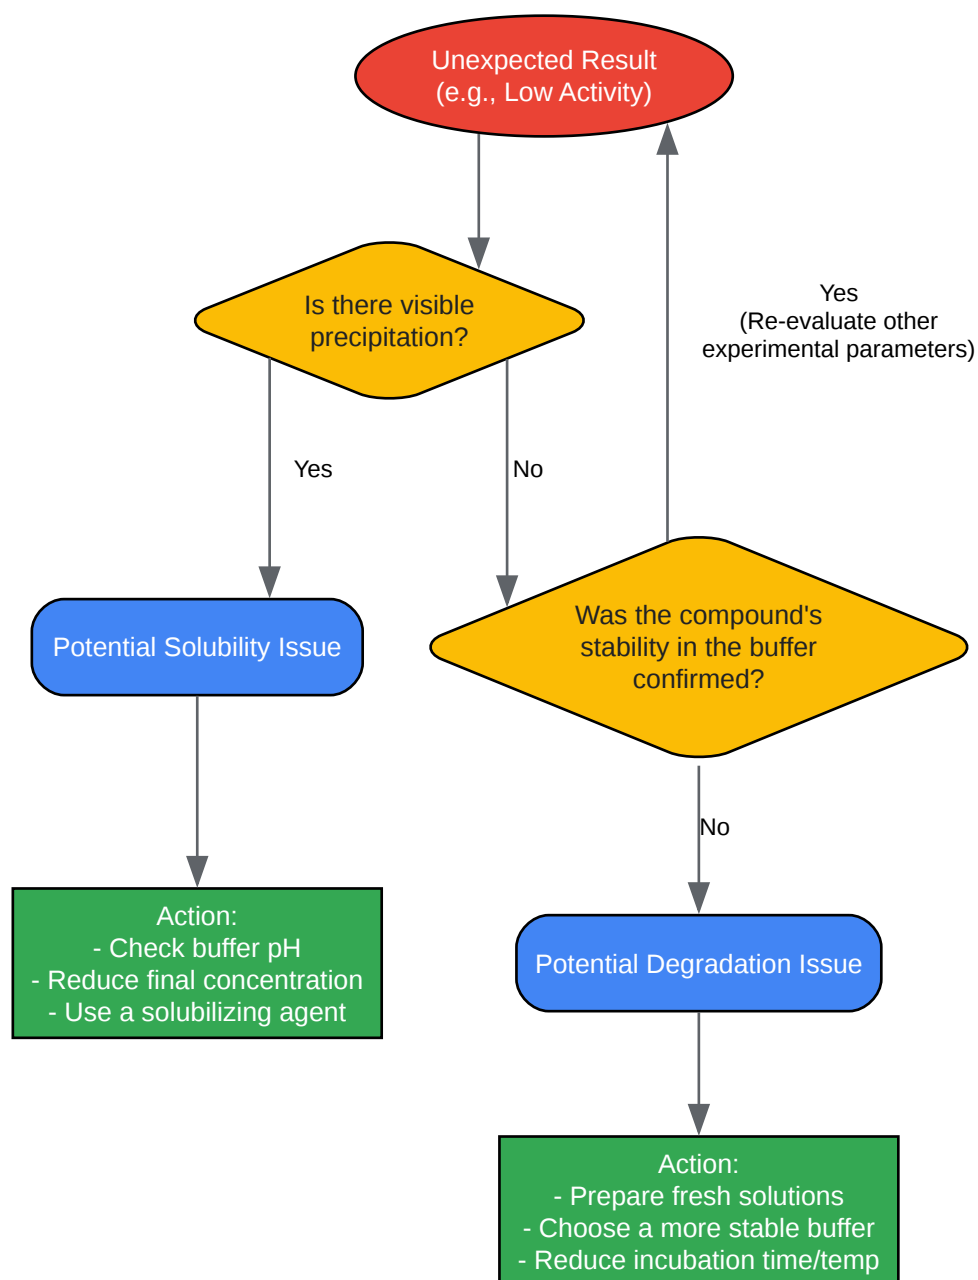 Unexpected Result
(e.g., Low Activity)
Is there visible
precipitation?
Yes
(Re-evaluate other
experimental parameters)
Yes
No
Was the compound's
stability in the buffer
confirmed?
Potential Solubility Issue
No
Action:
- Check buffer pH
- Reduce final concentration
- Use a solubilizing agent
Potential Degradation Issue
Action:
- Prepare fresh solutions
- Choose a more stable buffer
- Reduce incubation time/temp